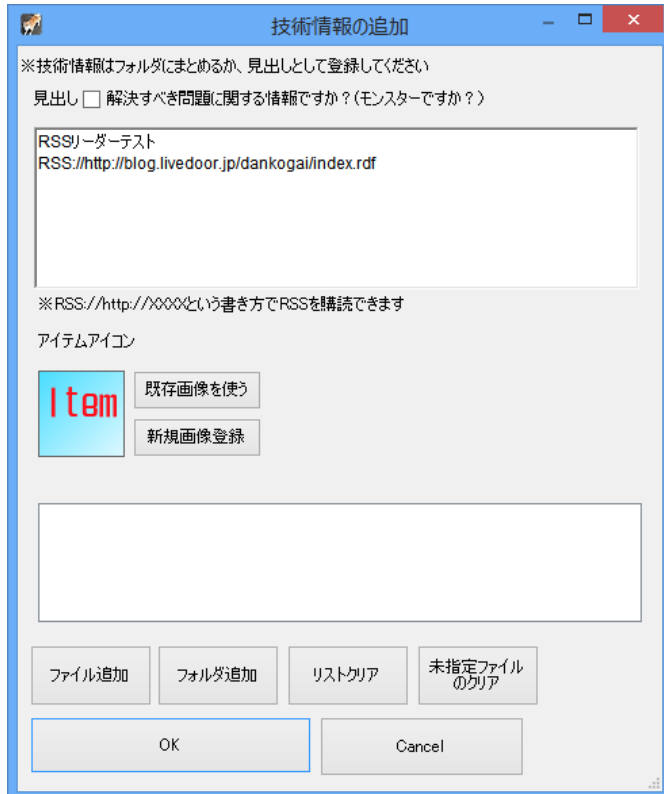 技術情報の追加
※技術情報はフォルダにまとめるか、見出しとして登録してください
見出し 解決すべき問題に関する情報ですか？(モンスターですか？)
RSSリーダーテスト
RSS://http://blog.livedoor.jp/dankogai/index.rdf
※RSS://http://XXXXという書き方でRSSを購読できます
アイテムアイコン
Item
既存画像を使う
新規画像登録
ファイル追加
フォルダ追加
リストクリア
未指定ファイル
のクリア
OK
Cancel